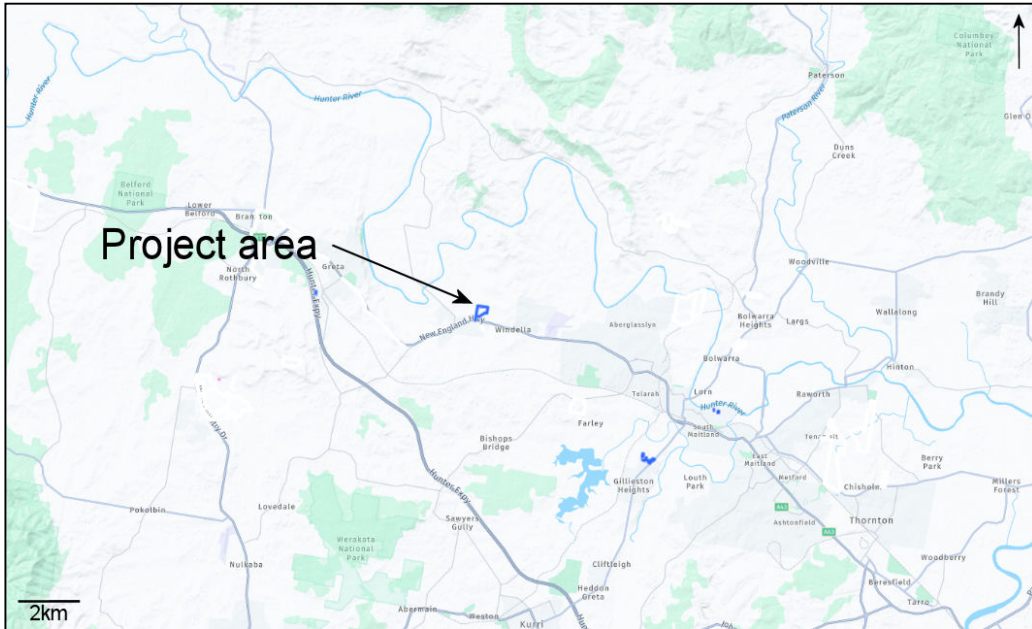 Columbey
National
Park
Paterson
Hunter River
Hunter River
Paterson River
Duns
Creek
Belford
National
Park
Lower
Belford
Project area
North
Rothbury
Greta
Hunter Expy
Woodville
Brandy
Hill
Wallalong
Bolwarra
Heights
Largs
New England Hwy
Windella
Aberglasslyn
Bolwarra
Hinton
Telarah
Lorn
Raworth
Hunter River
Farley
South
Maitland
Bishops
Bridge
East
Maitland
Berry
Park
Metford
Gillieston
Heights
Louth
Park
Hunter Expy
Millers
Forest
Pokolbin
Lovedale
Sawyers
Gully
A43
Ashtonfield
Thornton
A43
Werakata
National
Park
Nulkaba
Cliftleigh
Woodberry
Heddon
Greta
Beresfield
Tarro
Abermain
Weston
Kurri
2km